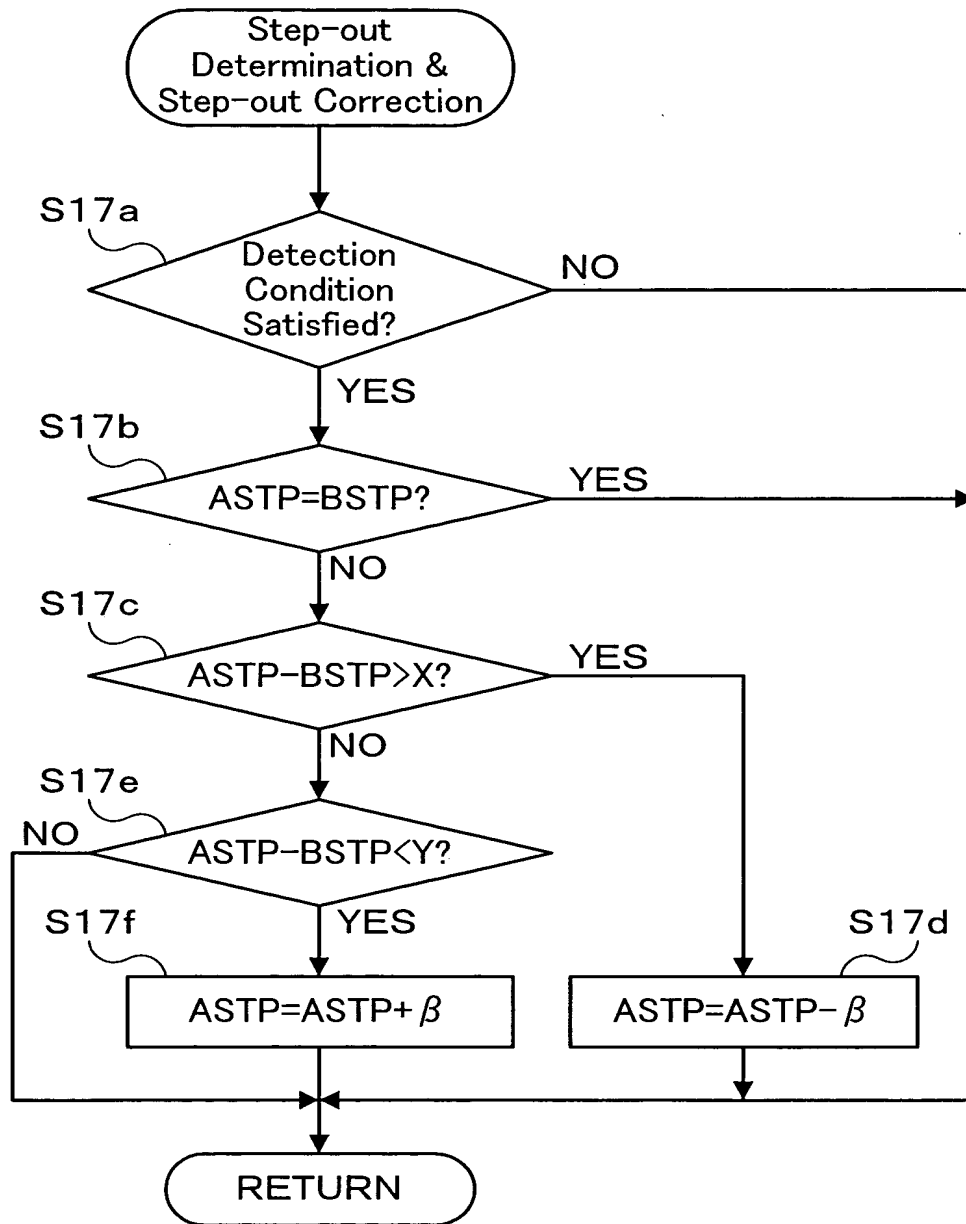 Step-out
Determination &
Step-out Correction
S17a
Detection
Condition
Satisfied?
NO
YES
S17b
ASTP=BSTP?
YES
NO
S17c
ASTP-BSTP>X?
YES
NO
S17e
NO
ASTP-BSTP<Y?
YES
S17f
S17d
ASTP=ASTP+β
ASTP=ASTP-β
RETURN